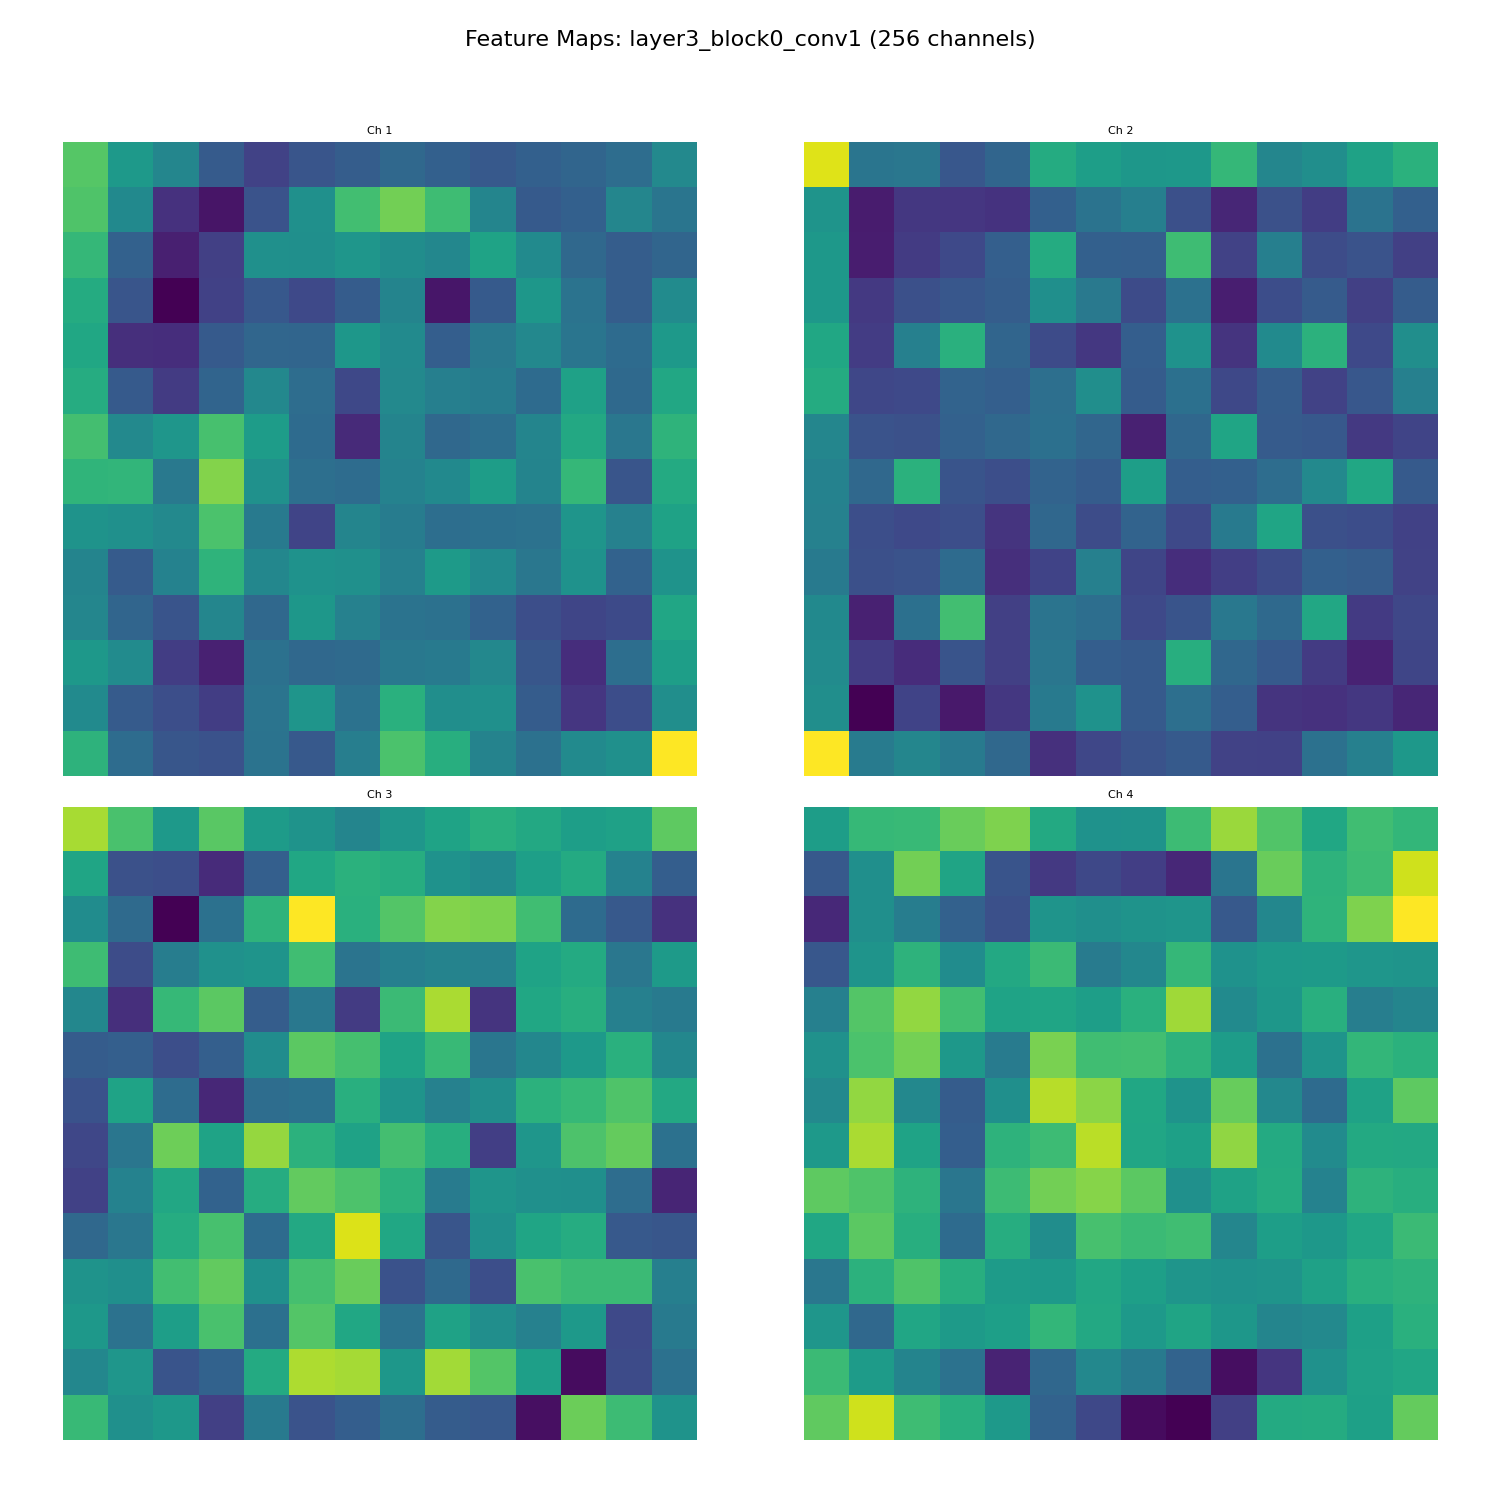 Feature Maps: layer3_block0_conv1 (256 channels)
Ch 1
Ch 2
Ch 3
Ch 4